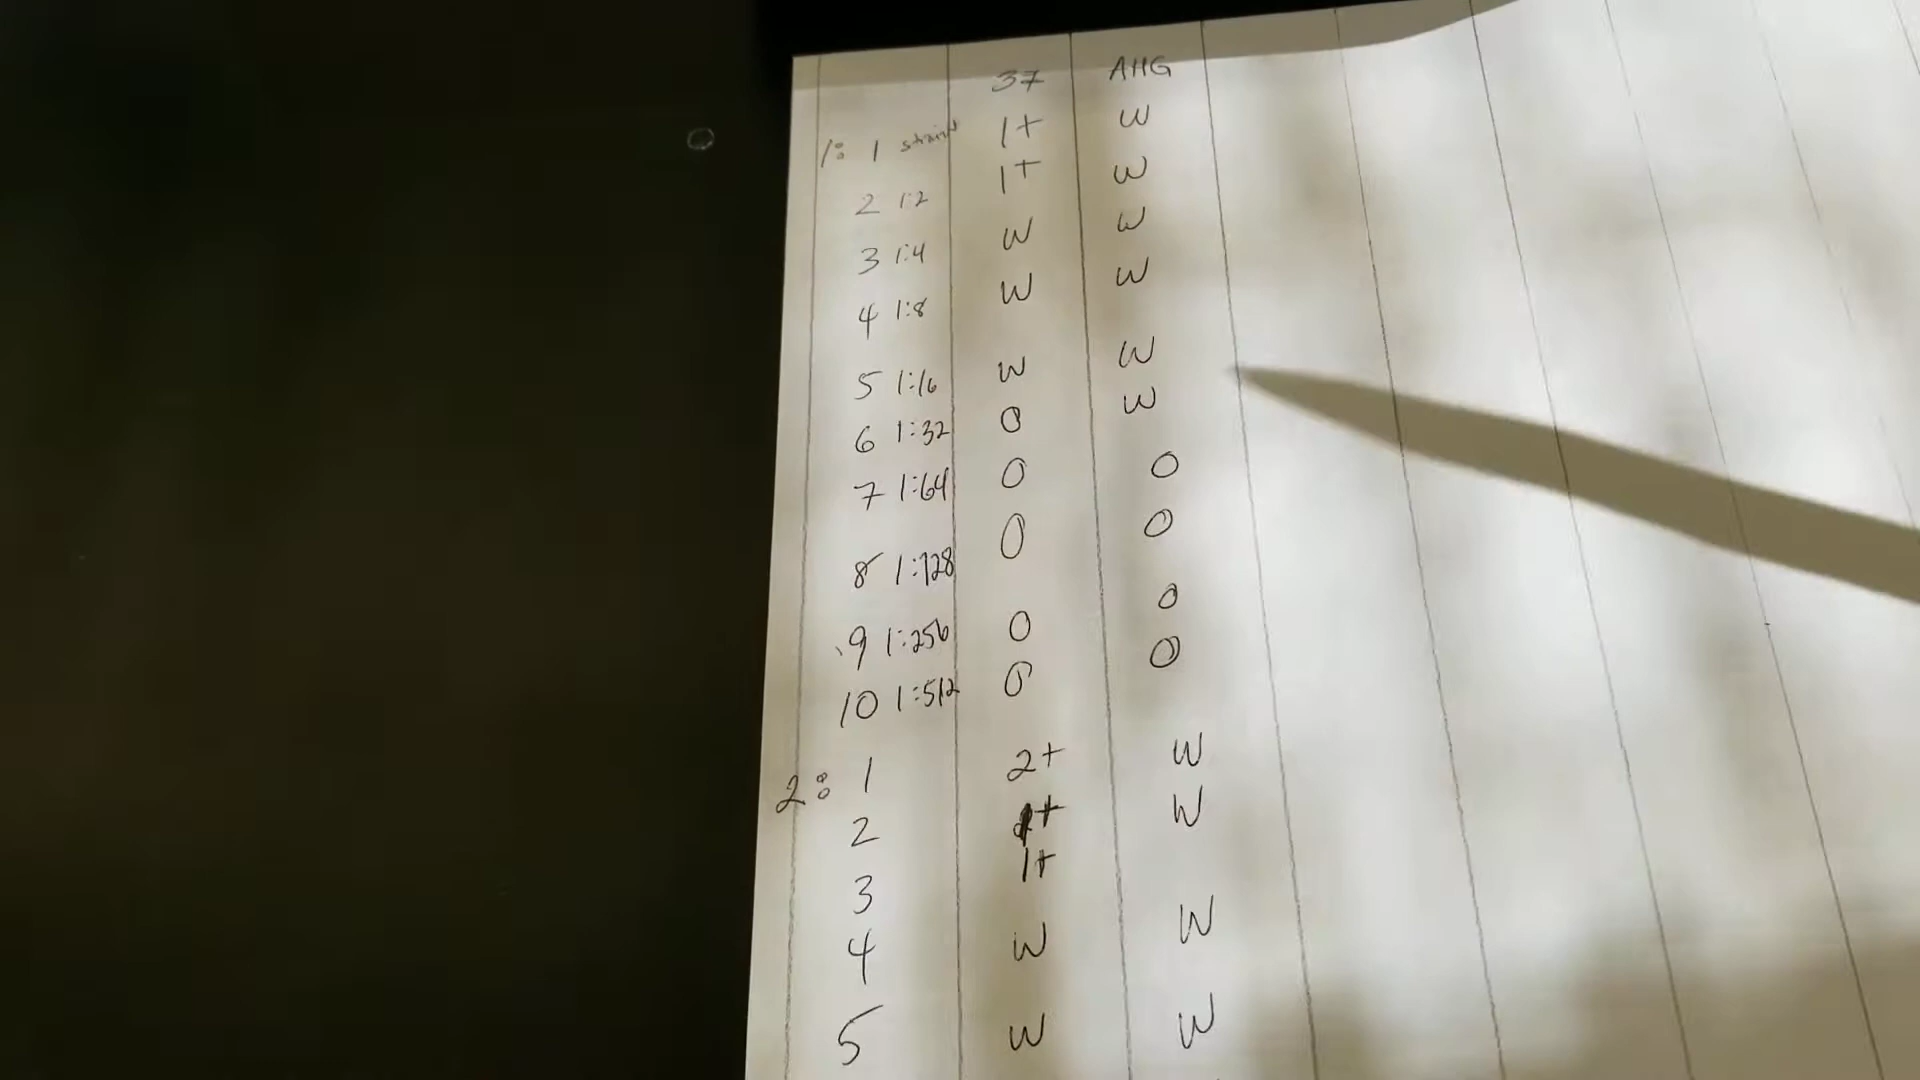 37 AHG
1: 1 straight 1+ W
2 1:2 1+ W
3 1:4 W W
4 1:8 W W
5 1:16 W W
6 1:32 0 W
7 1:64 0 0
8 1:128 0 0
9 1:256 0 0
10 1:512 0 0
2: 1 2+ W
2 1+ W
3 1+
4 W W
5 W W